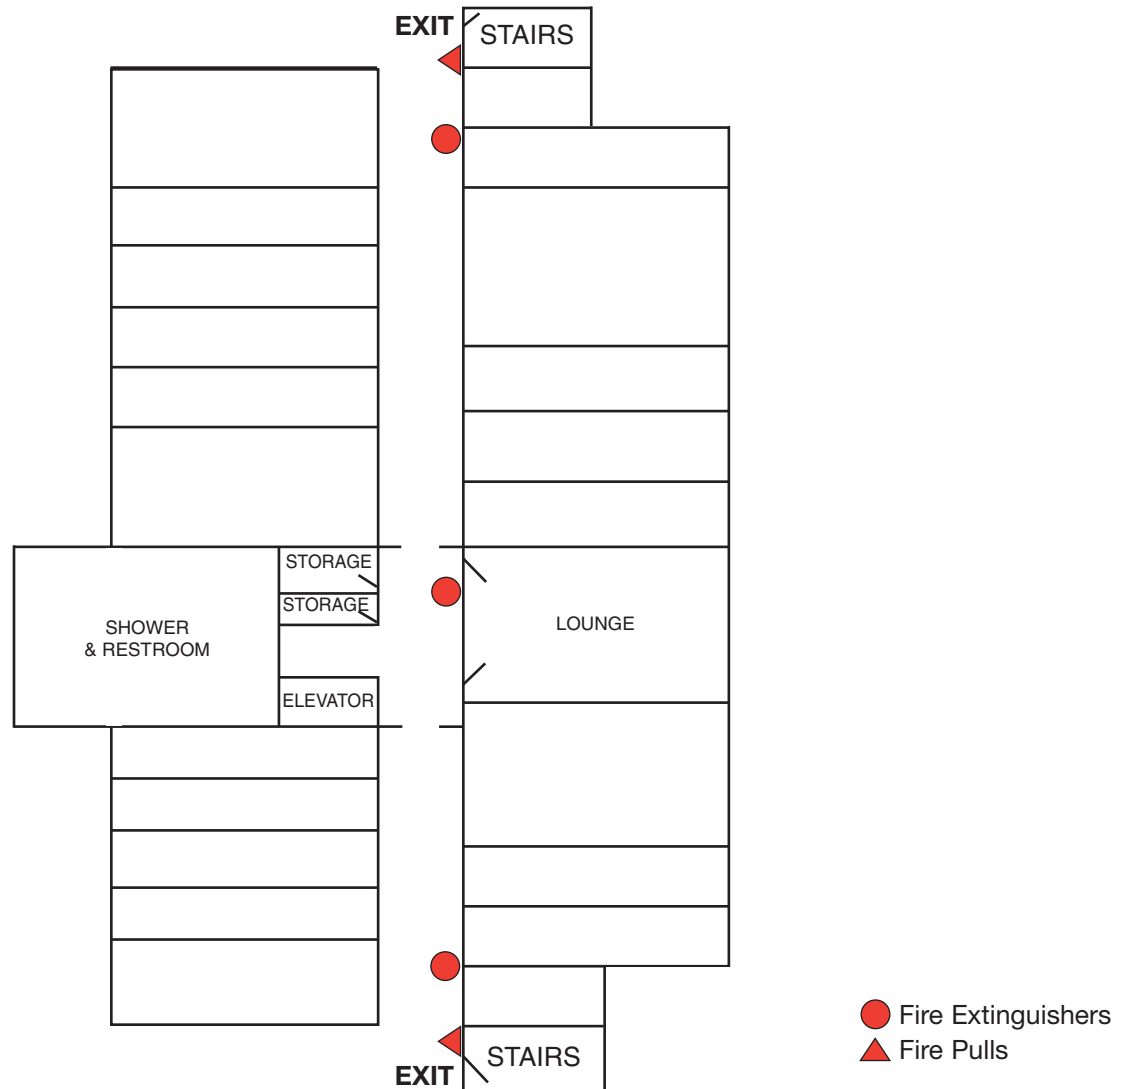 EXIT
STAIRS
STORAGE
STORAGE
SHOWER
& RESTROOM
LOUNGE
ELEVATOR
Fire Extinguishers
Fire Pulls
STAIRS
EXIT